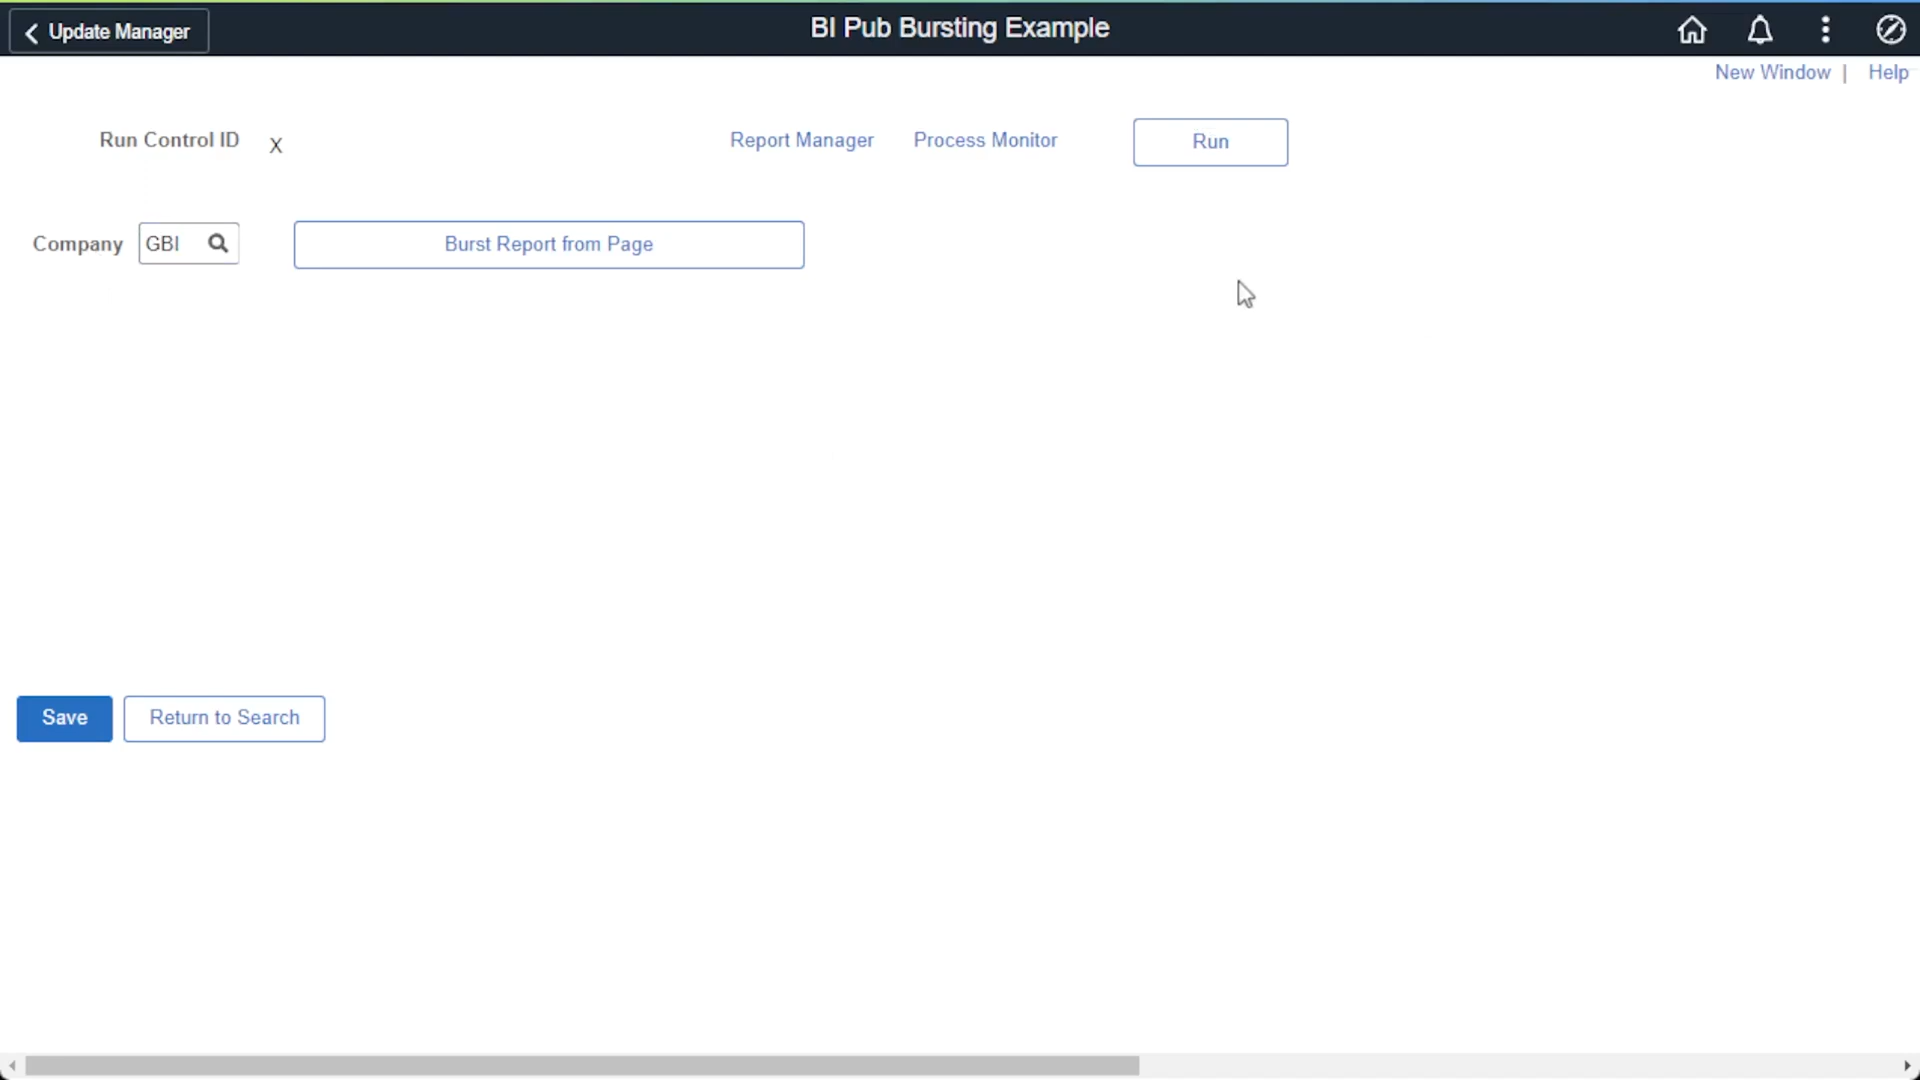 Update Manager
BI Pub Bursting Example
New Window | Help
Run Control ID X Report Manager Process Monitor Run
Company GBI Burst Report from Page
Save Return to Search